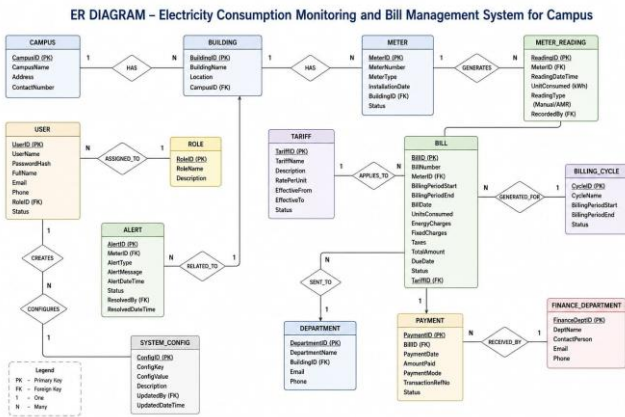 ER DIAGRAM – Electricity Consumption Monitoring and Bill Management System for Campus
CAMPUS
CampusID (PK)
CampusName
Address
ContactNumber
1
HAS
N
BUILDING
BuildingID (PK)
BuildingName
Location
CampusID (FK)
1
HAS
N
METER
MeterID (PK)
MeterNumber
MeterType
InstallationDate
BuildingID (FK)
Status
1
GENERATES
N
METER_READING
ReadingID (PK)
MeterID (FK)
ReadingDateTime
UnitConsumed (kWh)
ReadingType
(Manual/AMR)
RecordedBy (FK)
USER
UserID (PK)
UserName
PasswordHash
FullName
Email
Phone
RoleID (FK)
Status
N
ASSIGNED_TO
1
ROLE
RoleID (PK)
RoleName
Description
TARIFF
TariffID (PK)
TariffName
Description
RatePerUnit
EffectiveFrom
EffectiveTo
Status
1
APPLIES_TO
N
BILL
BillID (PK)
BillNumber
MeterID (FK)
BillingPeriodStart
BillingPeriodEnd
BillDate
UnitsConsumed
EnergyCharges
FixedCharges
Taxes
TotalAmount
DueDate
Status
TariffID (FK)
N
GENERATED_FOR
1
BILLING_CYCLE
CycleID (PK)
CycleName
BillingPeriodStart
BillingPeriodEnd
Status
ALERT
AlertID (PK)
MeterID (FK)
AlertType
AlertMessage
AlertDateTime
Status
ResolvedBy (FK)
ResolvedDateTime
N
RELATED_TO
1
1
CREATES
N
CONFIGURES
1
SYSTEM_CONFIG
ConfigID (PK)
ConfigKey
ConfigValue
Description
UpdatedBy (FK)
UpdatedDateTime
N
SENT_TO
1
DEPARTMENT
DepartmentID (PK)
DepartmentName
BuildingID (FK)
Email
Phone
1
N
PAYMENT
PaymentID (PK)
BillID (FK)
PaymentDate
AmountPaid
PaymentMode
TransactionRefNo
Status
N
RECEIVED_BY
1
FINANCE_DEPARTMENT
FinanceDeptID (PK)
DeptName
ContactPerson
Email
Phone
Legend
PK – Primary Key
FK – Foreign Key
1 – One
N – Many